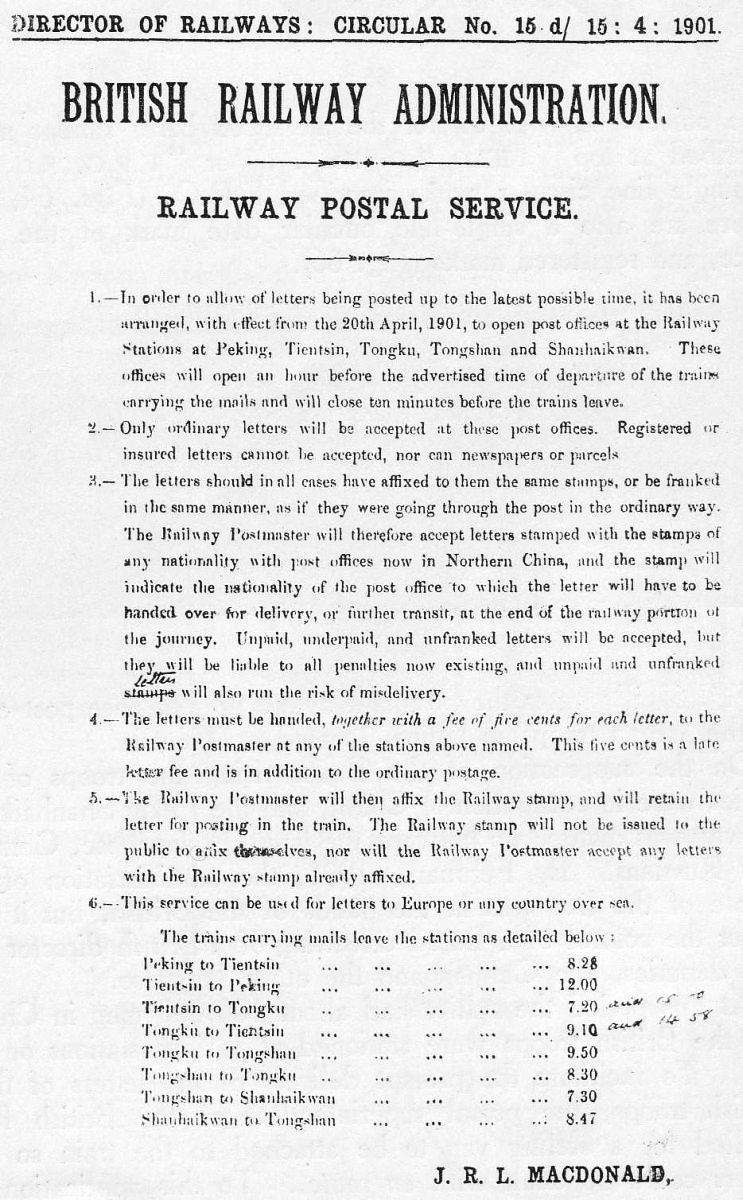 DIRECTOR OF RAILWAYS: CIRCULAR No. 15 d/ 15: 4: 1901.
BRITISH RAILWAY ADMINISTRATION.
RAILWAY POSTAL SERVICE.
1.—In order to allow of letters being posted up to the latest possible time, it has been
arranged, with effect from the 20th April, 1901, to open post offices at the Railway
Stations at Peking, Tientsin, Tongku, Tongshan and Shanhaikwan. These
offices will open an hour before the advertised time of departure of the trains
carrying the mails and will close ten minutes before the trains leave.
2.—Only ordinary letters will be accepted at these post offices. Registered or
insured letters cannot be accepted, nor can newspapers or parcels
3.—The letters should in all cases have affixed to them the same stamps, or be franked
in the same manner, as if they were going through the post in the ordinary way.
The Railway Postmaster will therefore accept letters stamped with the stamps of
any nationality with post offices now in Northern China, and the stamp will
indicate the nationality of the post office to which the letter will have to be
handed over for delivery, or further transit, at the end of the railway portion of
the journey. Unpaid, underpaid, and unfranked letters will be accepted, but
they will be liable to all penalties now existing, and unpaid and unfranked
letters
stamps will also run the risk of misdelivery.
4.—The letters must be handed, together with a fee of five cents for each letter, to the
Railway Postmaster at any of the stations above named. This five cents is a late
letter fee and is in addition to the ordinary postage.
5.—The Railway Postmaster will then affix the Railway stamp, and will retain the
letter for posting in the train. The Railway stamp will not be issued to the
public to affix themselves, nor will the Railway Postmaster accept any letters
with the Railway stamp already affixed.
6.—This service can be used for letters to Europe or any country over sea.
The trains carrying mails leave the stations as detailed below:
Peking to Tientsin ... ... ... ... ... 8.28
Tientsin to Peking ... ... ... ... ... 12.00
Tientsin to Tongku ... ... ... ... ... 7.20 and
Tongku to Tientsin ... ... ... ... ... 9.10 and 14 58
Tongku to Tongshan ... ... ... ... ... 9.50
Tongshan to Tongku ... ... ... ... ... 8.30
Tongshan to Shanhaikwan ... ... ... ... 7.30
Shanhaikwan to Tongshan ... ... ... ... 8.47
J. R. L. MACDONALD,